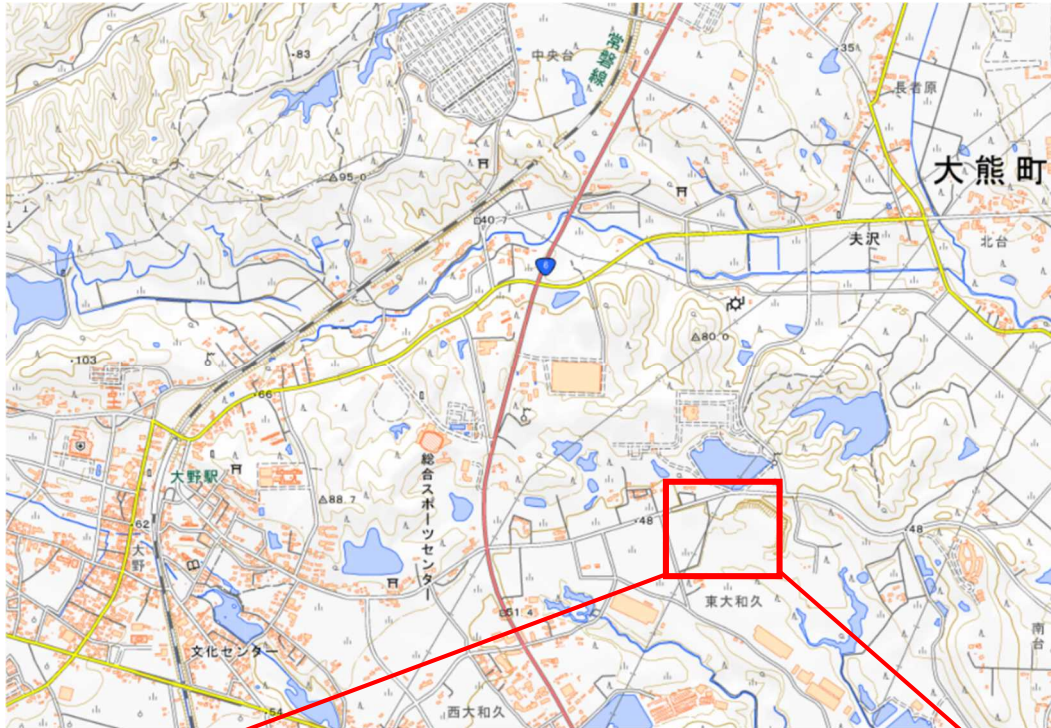 83
中央台
常磐線
35
長者原
大熊町
95.0
40.7
夫沢
北台
6
25
80.0
103
66
大野駅
総合スポーツセンター
88.7
62
大野
48
48
東大和久
51.4
南台
文化センター
54
西大和久